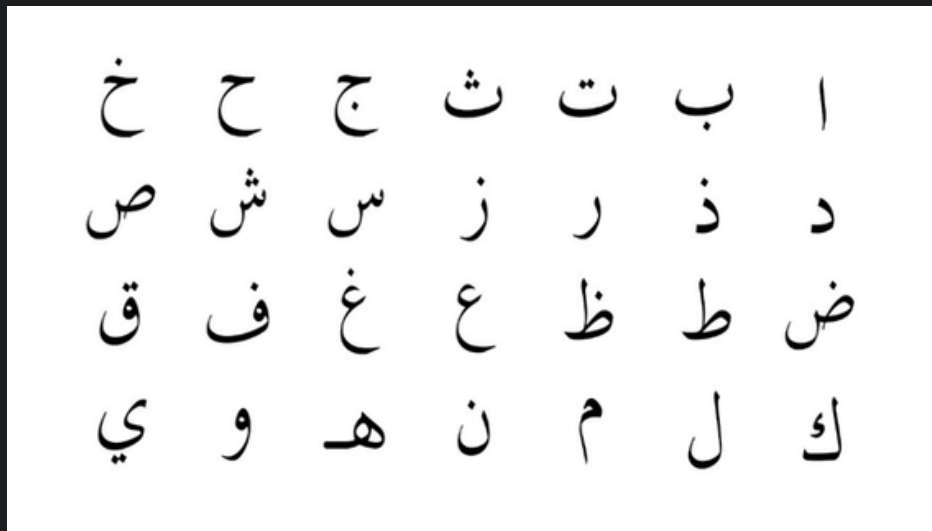 ا ب ت ث ج ح خ
د ذ ر ز س ش ص
ض ط ظ ع غ ف ق
ك ل م ن هـ و ي